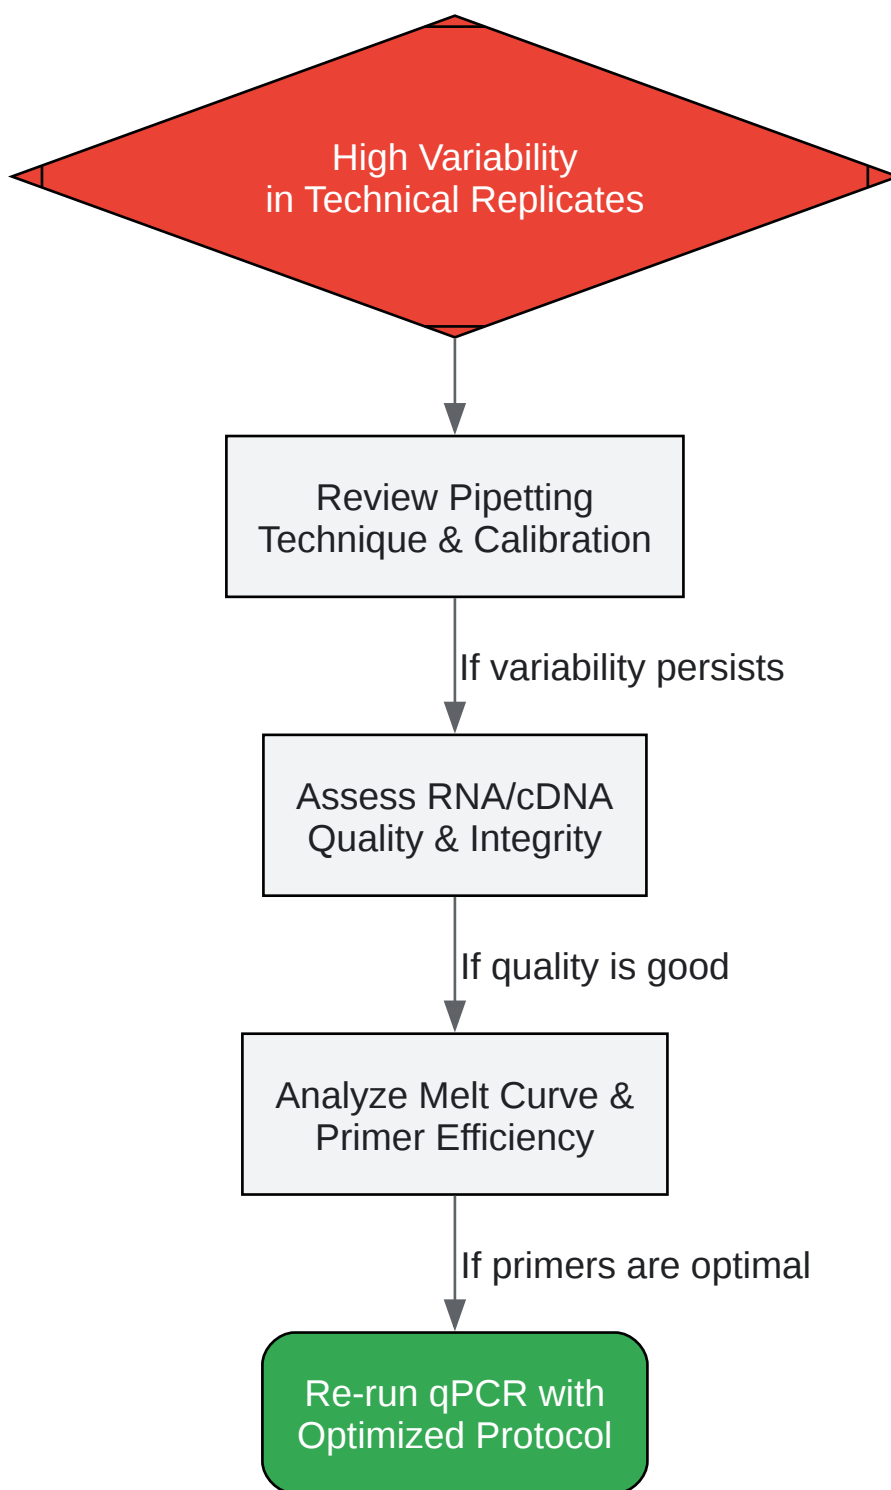 High Variability
in Technical Replicates
Review Pipetting
Technique & Calibration
If variability persists
Assess RNA/cDNA
Quality & Integrity
If quality is good
Analyze Melt Curve &
Primer Efficiency
If primers are optimal
Re-run qPCR with
Optimized Protocol